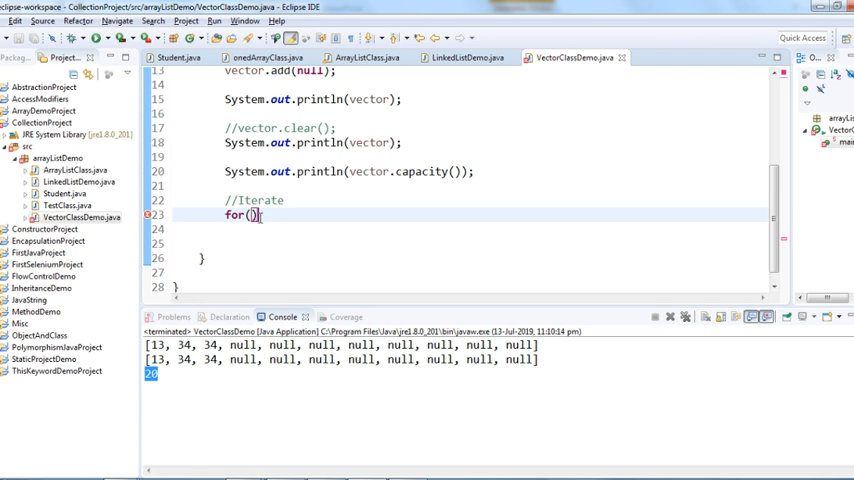 eclipse-workspace - CollectionProject/src/arrayListDemo/VectorClassDemo.java - Eclipse IDE
Edit Source Refactor Navigate Search Project Run Window Help
Quick Access
Packag... Project... Student.java onedArrayClass.java ArrayListClass.java LinkedListDemo.java VectorClassDemo.java O...
AbstractionProject
AccessModifiers
ArrayDemoProject
CollectionProject
JRE System Library [jre1.8.0_201]
src
arrayListDemo
ArrayListClass.java
LinkedListDemo.java
Student.java
TestClass.java
VectorClassDemo.java
ConstructorProject
EncapsulationProject
FirstJavaProject
FirstSeleniumProject
FlowControlDemo
InheritanceDemo
JavaString
MethodDemo
Misc
ObjectAndClass
PolymorphismJavaProject
StaticProjectDemo
ThisKeywordDemoProject
13 vector.add(null);
14
15 System.out.println(vector);
16
17 //vector.clear();
18 System.out.println(vector);
19
20 System.out.println(vector.capacity());
21
22 //Iterate
23 for()
24
25
26 }
27
28 }
arrayLi
VectorC
main
Problems Declaration Console Coverage
<terminated> VectorClassDemo [Java Application] C:\Program Files\Java\jre1.8.0_201\bin\javaw.exe (13-Jul-2019, 11:10:14 pm)
[13, 34, 34, null, null, null, null, null, null, null, null]
[13, 34, 34, null, null, null, null, null, null, null, null]
20